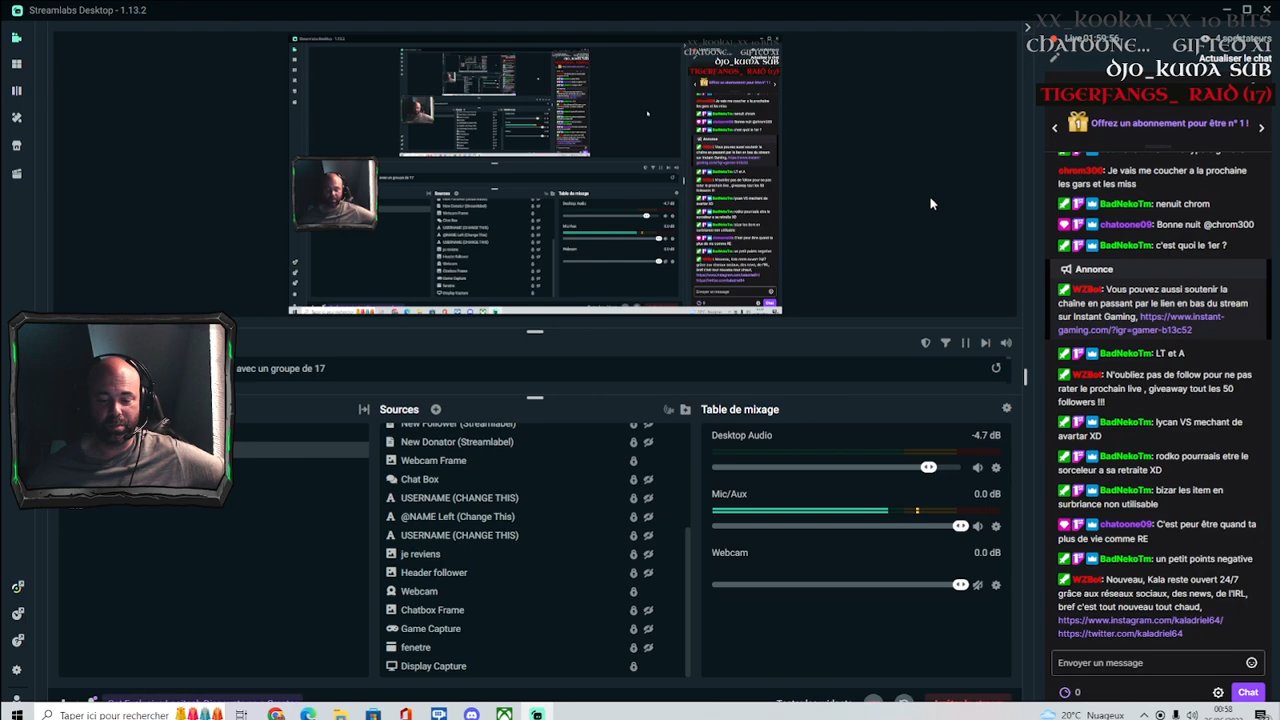 Streamlabs Desktop - 1.13.2
XX_KOOKAI_XX 10 BITS
Live 01:59:56
4 spectateurs
DJO_KDX SUB
Actualiser le chat
TIGERFANGS_ RAID (17)
Offrez un abonnement pour être n° 1 !
chrom300: Je vais me coucher a la prochaine
les gars et les miss
BadNekoTm: nenuit chrom
chatoone09: Bonne nuit @chrom300
BadNekoTm: c'est quoi le 1er ?
Annonce
WZBot: Vous pouvez aussi soutenir la
chaîne en passant par le lien en bas du stream
sur Instant Gaming, https://www.instant-
gaming.com/?igr=gamer-b13c52
BadNekoTm: LT et A
WZBot: N'oubliez pas de follow pour ne pas
rater le prochain live , giveaway tout les 50
followers !!!
BadNekoTm: lycan VS mechant de
avartar XD
BadNekoTm: rodko pourrais etre le
sorceleur a sa retraite XD
BadNekoTm: bizar les item en
surbriance non utilisable
chatoone09: C'est peur être quand ta
plus de vie comme RE
BadNekoTm: un petit points negative
WZBot: Nouveau, Kala reste ouvert 24/7
grâce aux réseaux sociaux, des news, de l'IRL,
bref c'est tout nouveau tout chaud,
https://www.instagram.com/kaladriel64/
https://twitter.com/kaladriel64
Envoyer un message
0
Chat
avec un groupe de 17
Sources
New Follower (Streamlabel)
New Donator (Streamlabel)
Webcam Frame
Chat Box
USERNAME (CHANGE THIS)
@NAME Left (Change This)
USERNAME (CHANGE THIS)
je reviens
Header follower
Webcam
Chatbox Frame
Game Capture
fenetre
Display Capture
Table de mixage
Desktop Audio
-4.7 dB
Mic/Aux
0.0 dB
Webcam
0.0 dB
Taper ici pour rechercher
20°C Nuageux
00:58